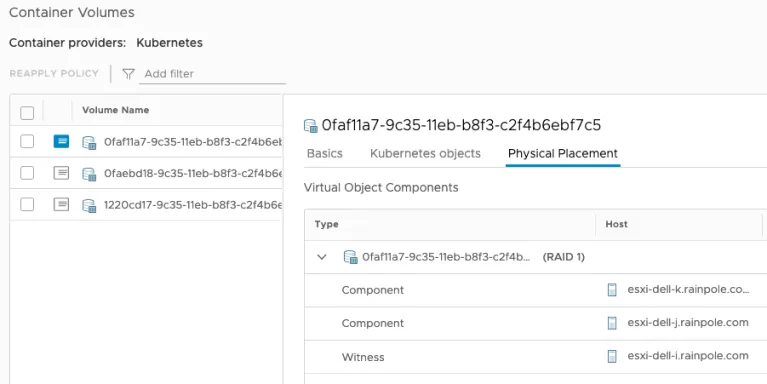 Container Volumes
Container providers: Kubernetes
REAPPLY POLICY Add filter
Volume Name
0faf11a7-9c35-11eb-b8f3-c2f4b6eb
0faebd18-9c35-11eb-b8f3-c2f4b6e
1220cd17-9c35-11eb-b8f3-c2f4b6e
0faf11a7-9c35-11eb-b8f3-c2f4b6ebf7c5
Basics Kubernetes objects Physical Placement
Virtual Object Components
Type Host
0faf11a7-9c35-11eb-b8f3-c2f4b... (RAID 1)
Component esxi-dell-k.rainpole.co...
Component esxi-dell-j.rainpole.com
Witness esxi-dell-i.rainpole.com